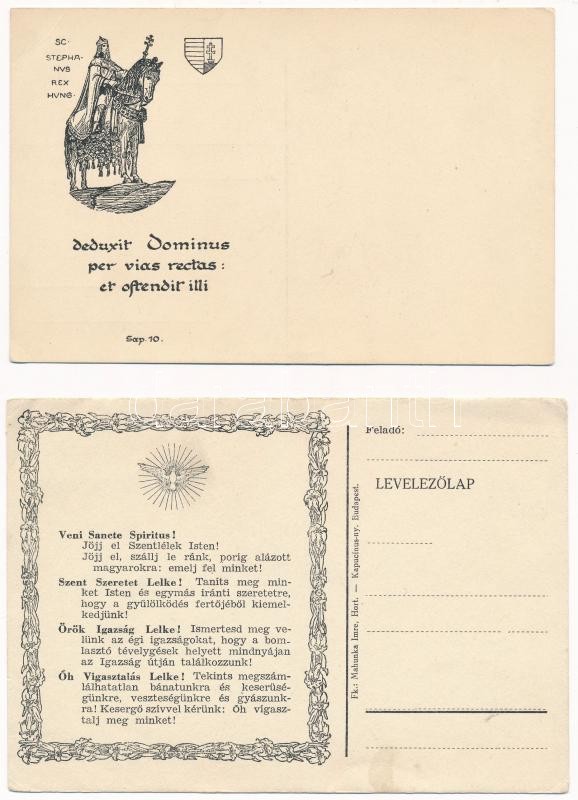 SC·
STEPHA-
NVS
REX
HVNG·
deduxit Dominus
per vias rectas:
et ostendit illi
Sap. 10.
darabanth
Veni Sancte Spiritus!
Jöjj el Szentlélek Isten!
Jöjj el, szállj le ránk, porig alázott
magyarokra: emelj fel minket!
Szent Szeretet Lelke! Taníts meg min-
ket Isten és egymás iránti szeretetre,
hogy a gyülölködés fertőjéből kiemel-
kedjünk!
Örök Igazság Lelke! Ismertesd meg ve-
lünk az égi igazságokat, hogy a bom-
lasztó tévelygések helyett mindnyájan
az Igazság útján találkozzunk!
Óh Vigasztalás Lelke! Tekints megszám-
lálhatatlan bánatunkra és keserüsé-
günkre, veszteségünkre és gyászunk-
ra! Kesergő szívvel kérünk: Óh vigasz-
talj meg minket!
Fk.: Mahunka Imre, Hort. — Kapucinus-ny. Budapest.
Feladó:
LEVELEZŐLAP